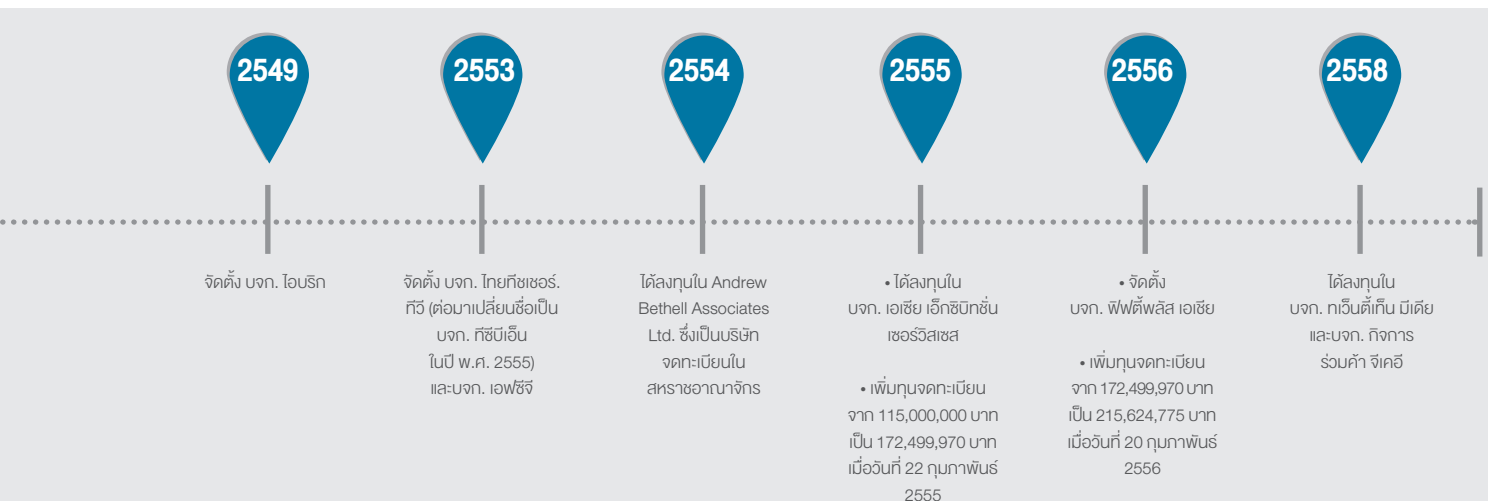 2549
2553
2554
2555
2556
2558
จัดตั้ง บจก. ไอบริก
จัดตั้ง บจก. ไทยทีชเชอร์.
ทีวี (ต่อมาเปลี่ยนชื่อเป็น
บจก. ทีซีบีเอ็น
ในปี พ.ศ. 2555)
และบจก. เอฟซีจี
ได้ลงทุนใน Andrew
Bethell Associates
Ltd. ซึ่งเป็นบริษัท
จดทะเบียนใน
สหราชอาณาจักร
• ได้ลงทุนใน
บจก. เอเชีย เอ็กซิบิทชั่น
เซอร์วิสเซส
• เพิ่มทุนจดทะเบียน
จาก 115,000,000 บาท
เป็น 172,499,970 บาท
เมื่อวันที่ 22 กุมภาพันธ์
2555
• จัดตั้ง
บจก. ฟิฟตี้พลัส เอเชีย
• เพิ่มทุนจดทะเบียน
จาก 172,499,970 บาท
เป็น 215,624,775 บาท
เมื่อวันที่ 20 กุมภาพันธ์
2556
ได้ลงทุนใน
บจก. ทเว็นตี้เท็น มีเดีย
และบจก. กิจการ
ร่วมค้า จีเคอี